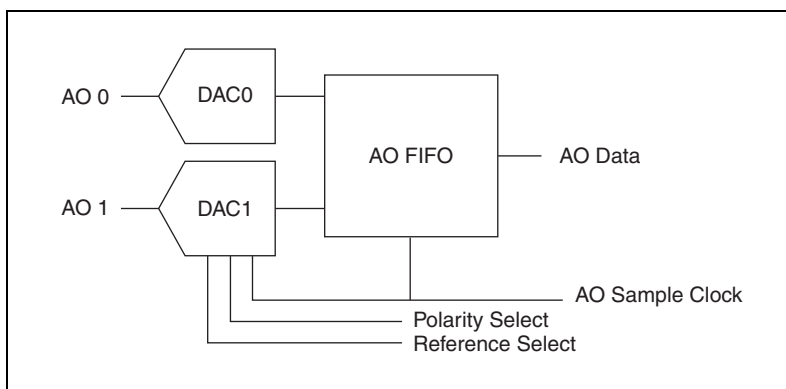 AO 0
DAC0
AO FIFO
AO Data
AO 1
DAC1
AO Sample Clock
Polarity Select
Reference Select